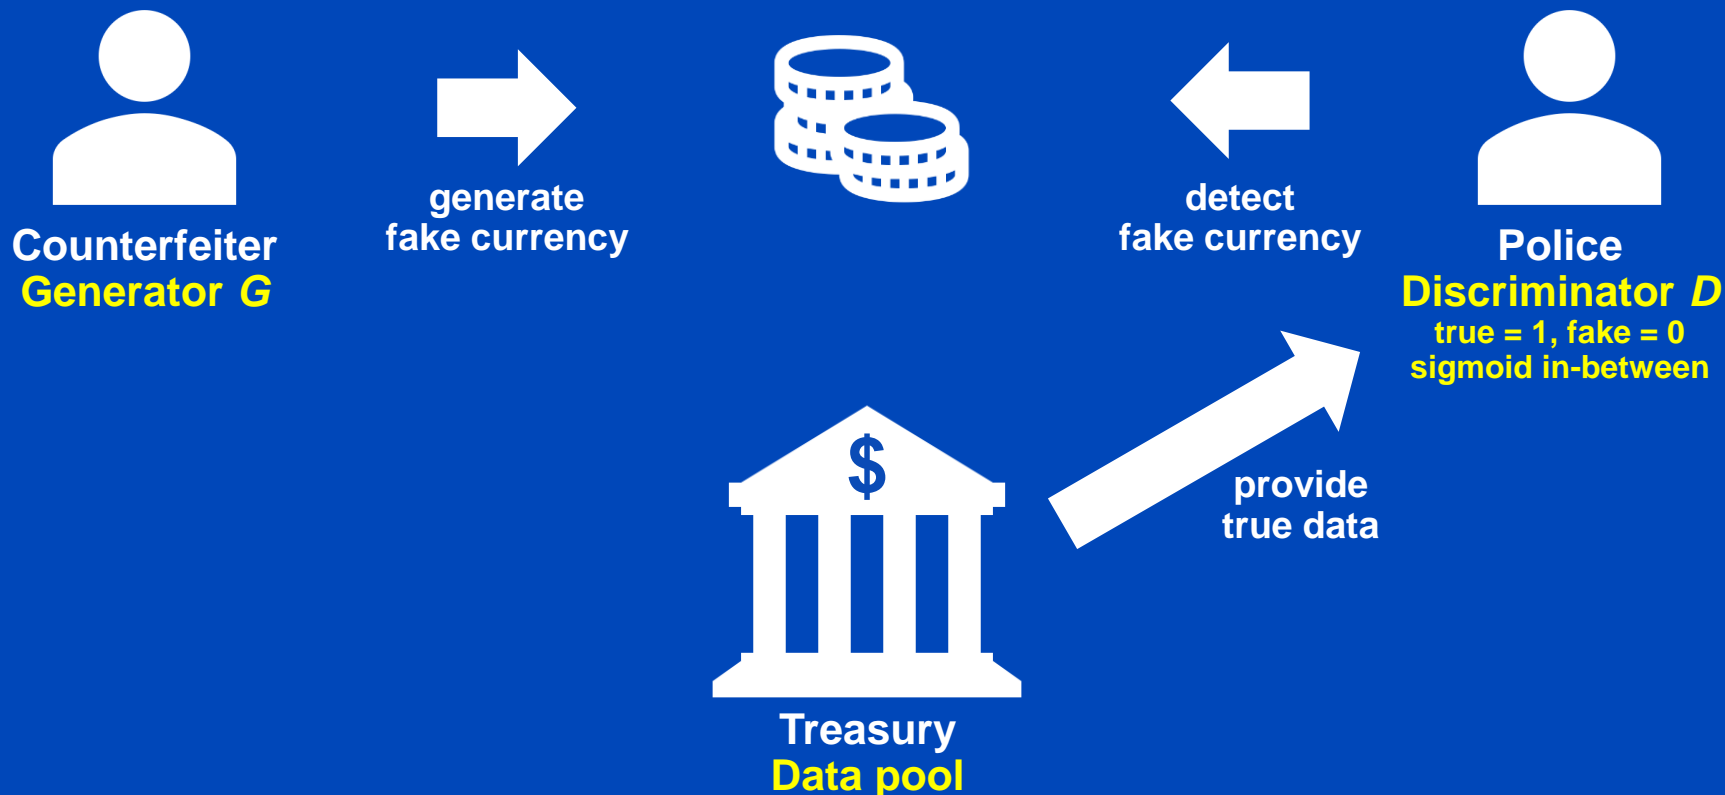 generate
fake currency
detect
fake currency
Counterfeiter
Generator G
Police
Discriminator D
true = 1, fake = 0
sigmoid in-between
$
provide
true data
Treasury
Data pool